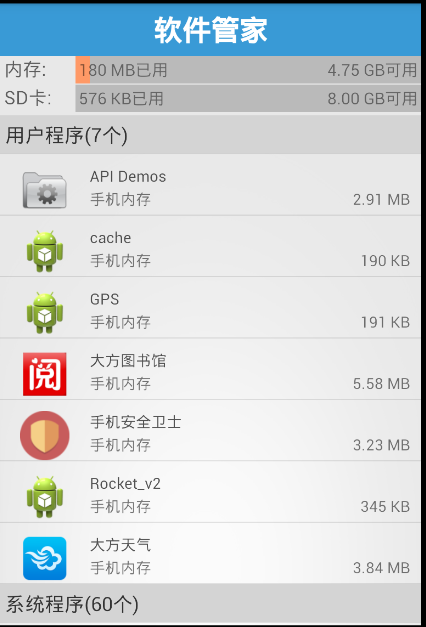 软件管家
内存: 180 MB已用 4.75 GB可用
SD卡: 576 KB已用 8.00 GB可用
用户程序(7个)
API Demos
手机内存 2.91 MB
cache
手机内存 190 KB
GPS
手机内存 191 KB
阅
大方图书馆
手机内存 5.58 MB
手机安全卫士
手机内存 3.23 MB
Rocket_v2
手机内存 345 KB
大方天气
手机内存 3.84 MB
系统程序(60个)